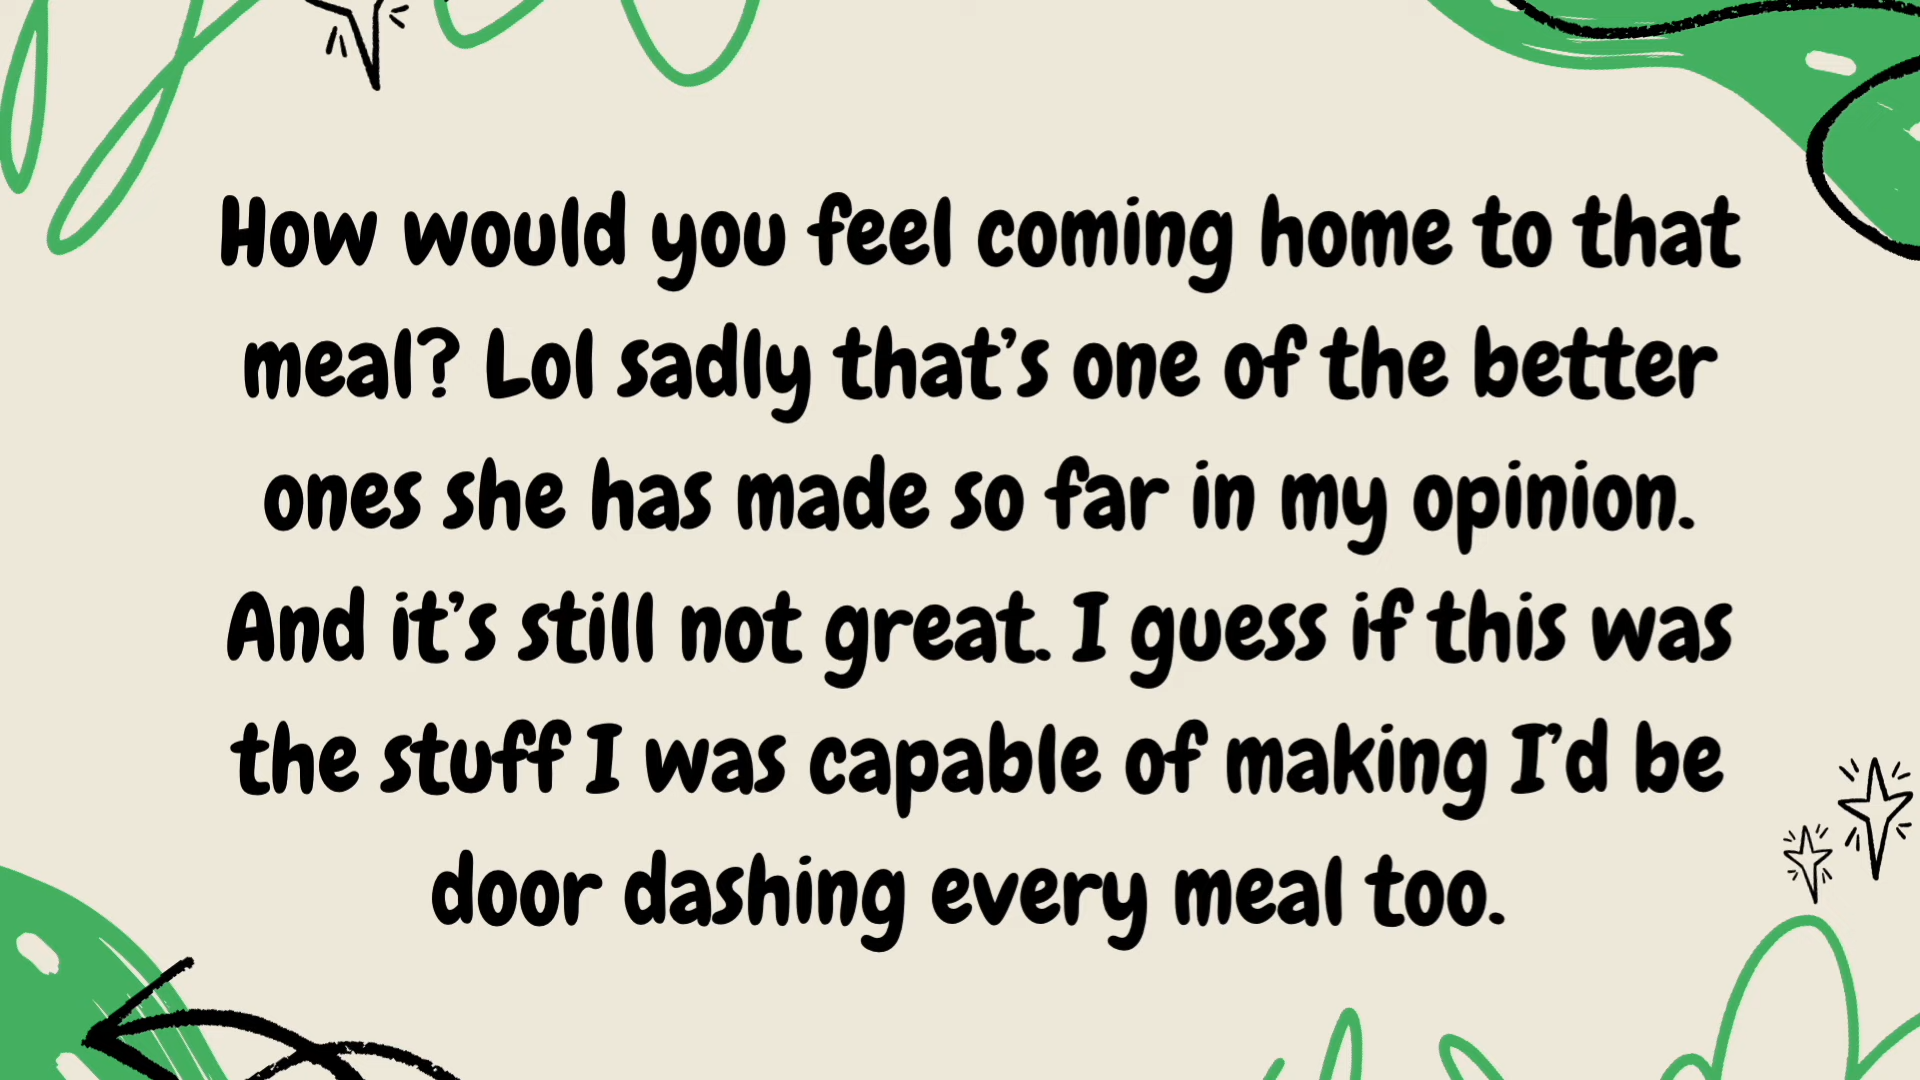 How would you feel coming home to that
meal? Lol sadly that's one of the better
ones she has made so far in my opinion.
And it's still not great. I guess if this was
the stuff I was capable of making I'd be
door dashing every meal too.